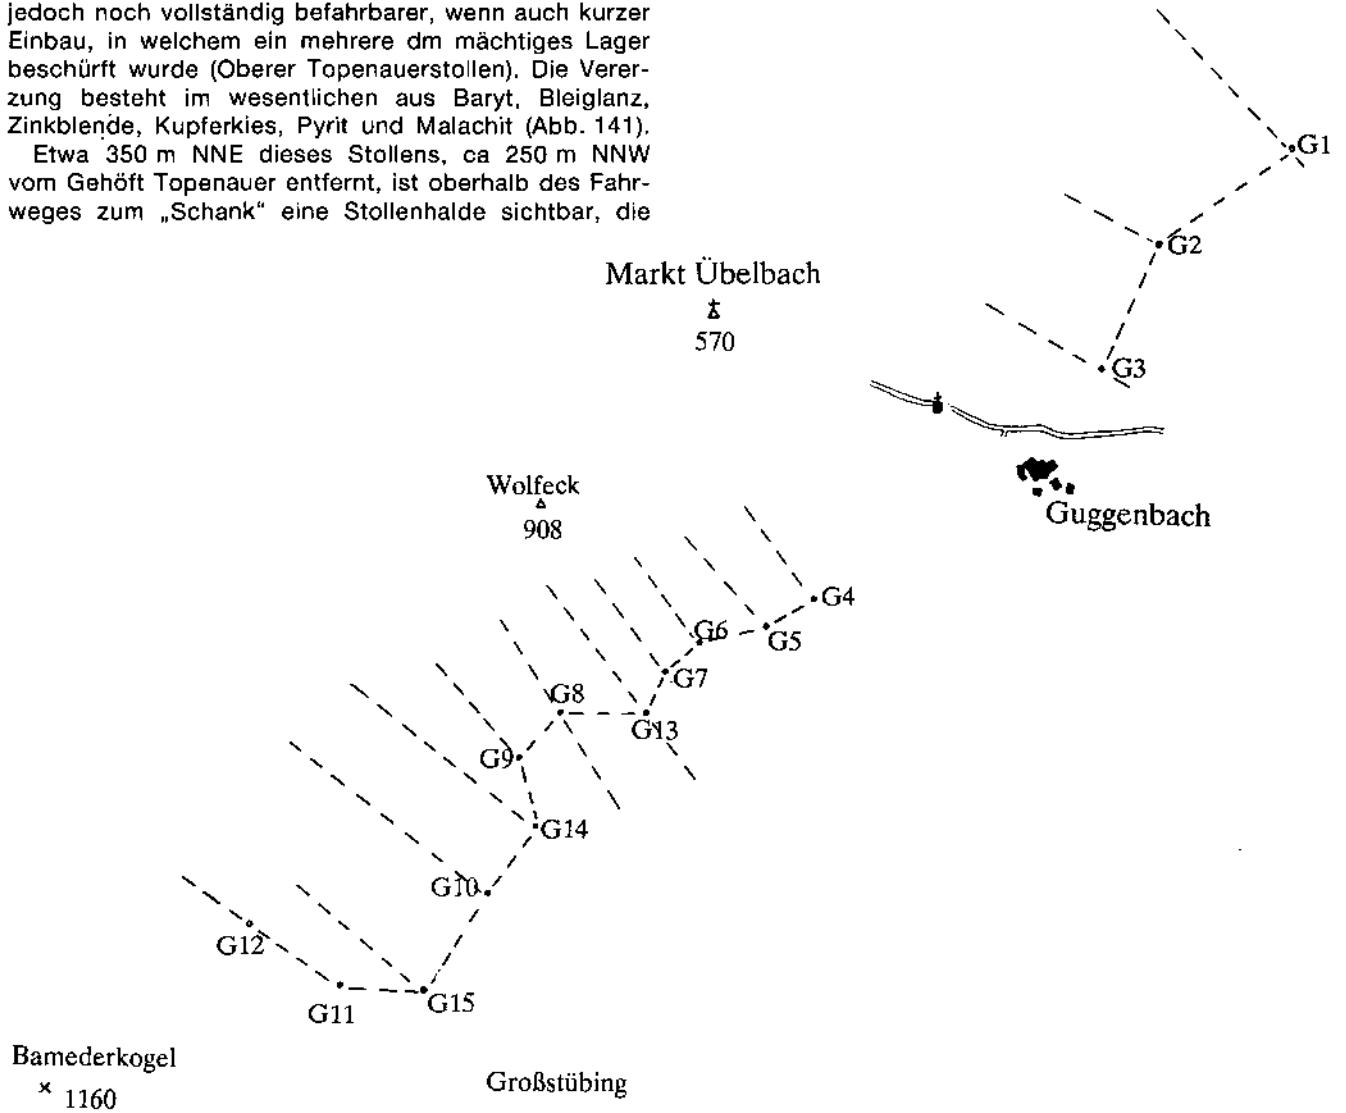 jedoch noch vollständig befahrbarer, wenn auch kurzer
Einbau, in welchem ein mehrere dm mächtiges Lager
beschürft wurde (Oberer Topenauerstollen). Die Verer-
zung besteht im wesentlichen aus Baryt, Bleiglanz,
Zinkblende, Kupferkies, Pyrit und Malachit (Abb. 141).
Etwa 350 m NNE dieses Stollens, ca 250 m NNW
vom Gehöft Topenauer entfernt, ist oberhalb des Fahr-
weges zum „Schank“ eine Stollenhalde sichtbar, die
G1
G2
Markt Übelbach
570
G3
Wolfeck
908
Guggenbach
G4
G6
G5
G7
G8
G13
G9
G14
G10
G12
G15
G11
Bamederkogel
1160
Großstübing